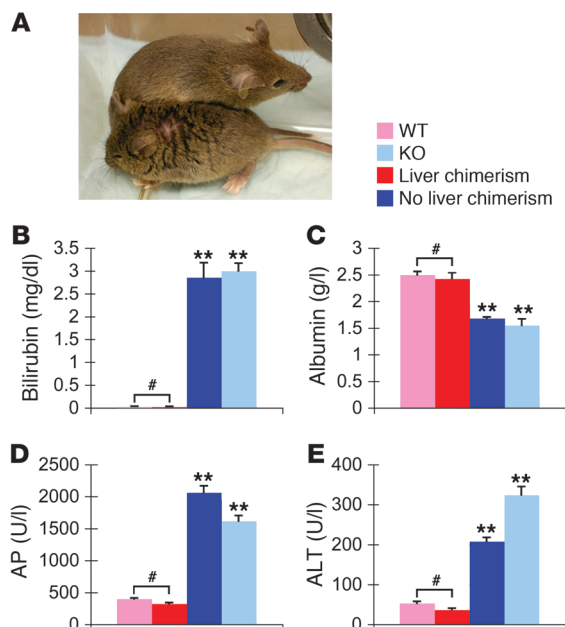 A
WT
KO
Liver chimerism
No liver chimerism
B
Bilirubin (mg/dl)
3.5
3
2.5
2
1.5
1
0.5
0
#
**
**
C
Albumin (g/l)
3
2.5
2
1.5
1
0.5
0
#
**
**
D
AP (U/l)
2500
2000
1500
1000
500
0
#
**
**
E
ALT (U/l)
400
300
200
100
0
#
**
**